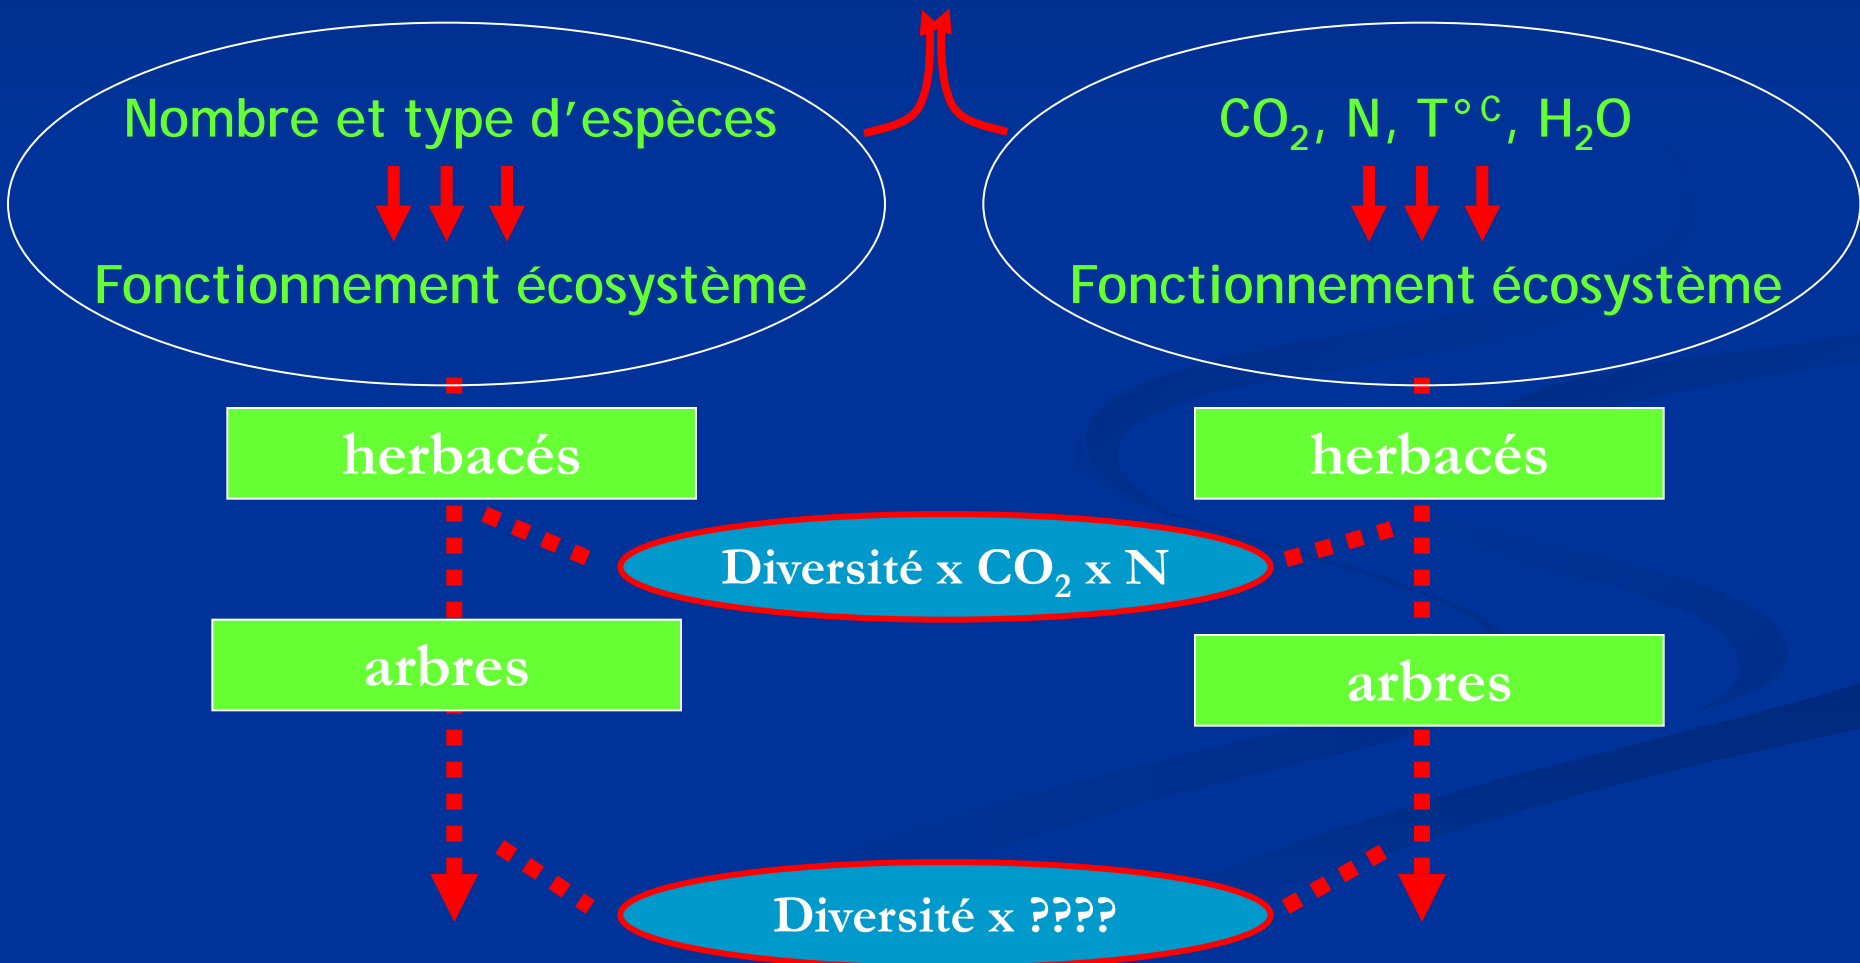 Nombre et type d’espèces
CO₂, N, T°ᶜ, H₂O
Fonctionnement écosystème
Fonctionnement écosystème
herbacés
herbacés
Diversité x CO₂ x N
arbres
arbres
Diversité x ????